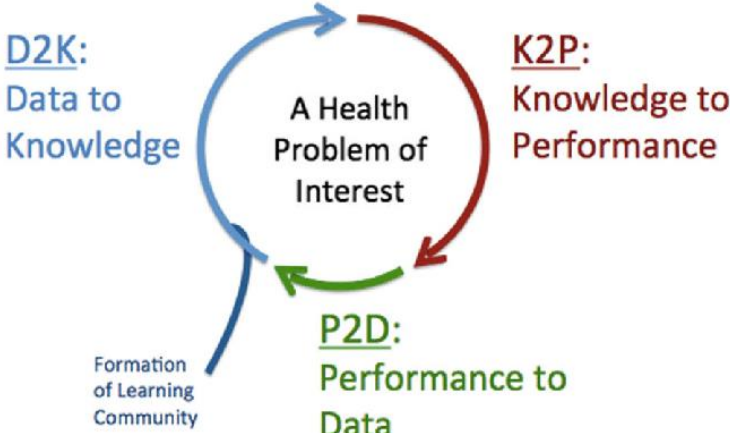 D2K:
Data to
Knowledge
A Health
Problem of
Interest
K2P:
Knowledge to
Performance
P2D:
Performance to
Data
Formation
of Learning
Community